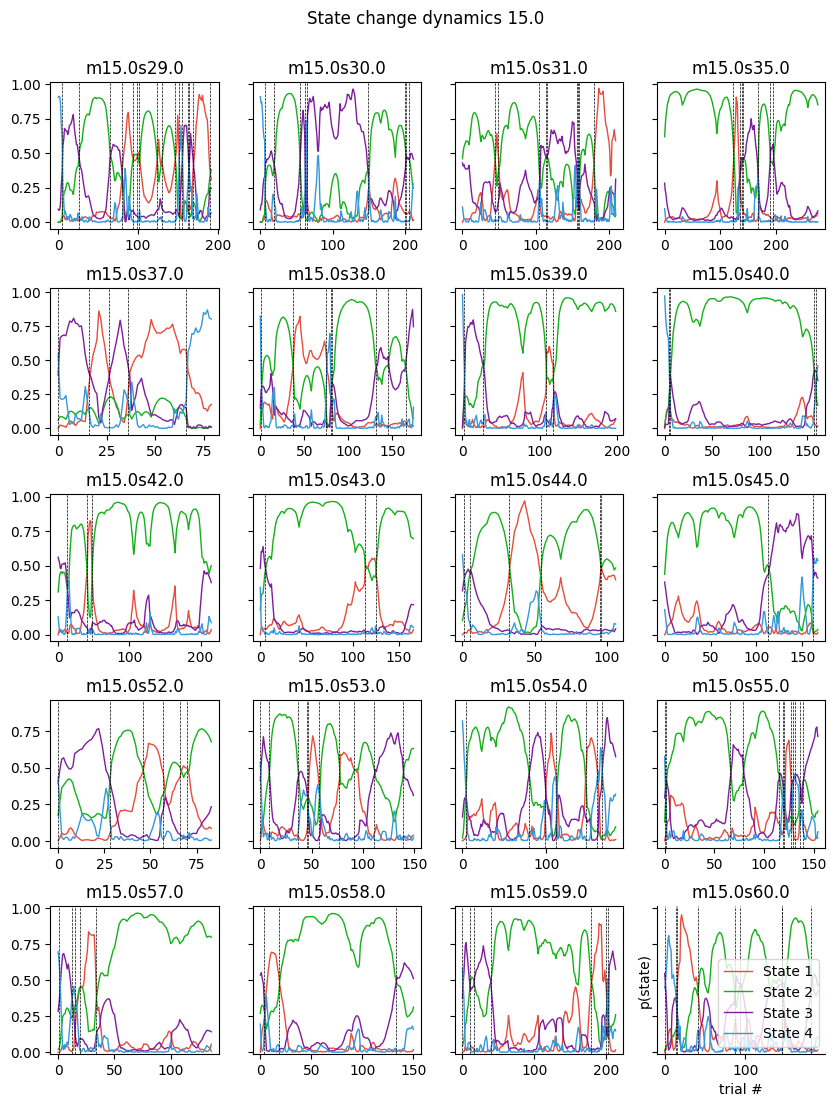 State change dynamics 15.0
m15.0s29.0 m15.0s30.0 m15.0s31.0 m15.0s35.0
1.00
0.75
0.50
0.25
0.00
0 100 200 0 100 200 0 100 200 0 100 200
m15.0s37.0 m15.0s38.0 m15.0s39.0 m15.0s40.0
1.00
0.75
0.50
0.25
0.00
0 25 50 75 0 50 100 150 0 100 200 0 50 100 150
m15.0s42.0 m15.0s43.0 m15.0s44.0 m15.0s45.0
1.00
0.75
0.50
0.25
0.00
0 100 200 0 50 100 150 0 50 100 0 50 100 150
m15.0s52.0 m15.0s53.0 m15.0s54.0 m15.0s55.0
0.75
0.50
0.25
0.00
0 25 50 75 0 50 100 150 0 100 0 50 100 150
m15.0s57.0 m15.0s58.0 m15.0s59.0 m15.0s60.0
1.00
0.75
0.50
0.25
0.00
p(state)
State 1
State 2
State 3
State 4
0 100 0 50 100 150 0 100 200 0 100
trial #